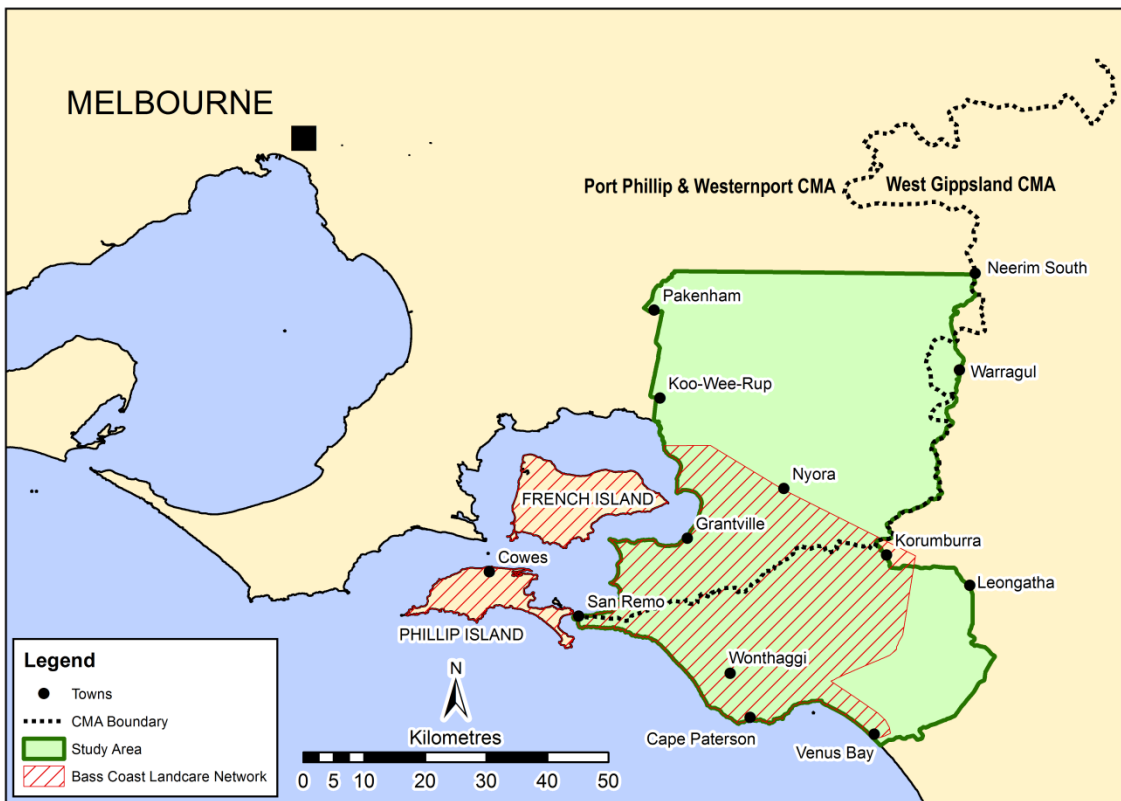 MELBOURNE
Port Phillip & Westernport CMA
West Gippsland CMA
Neerim South
Pakenham
Warragul
Koo-Wee-Rup
Nyora
FRENCH ISLAND
Grantville
Korumburra
Cowes
Leongatha
San Remo
PHILLIP ISLAND
Wonthaggi
Cape Paterson
Venus Bay
Legend
Towns
CMA Boundary
Study Area
Bass Coast Landcare Network
N
Kilometres
0 5 10 20 30 40 50